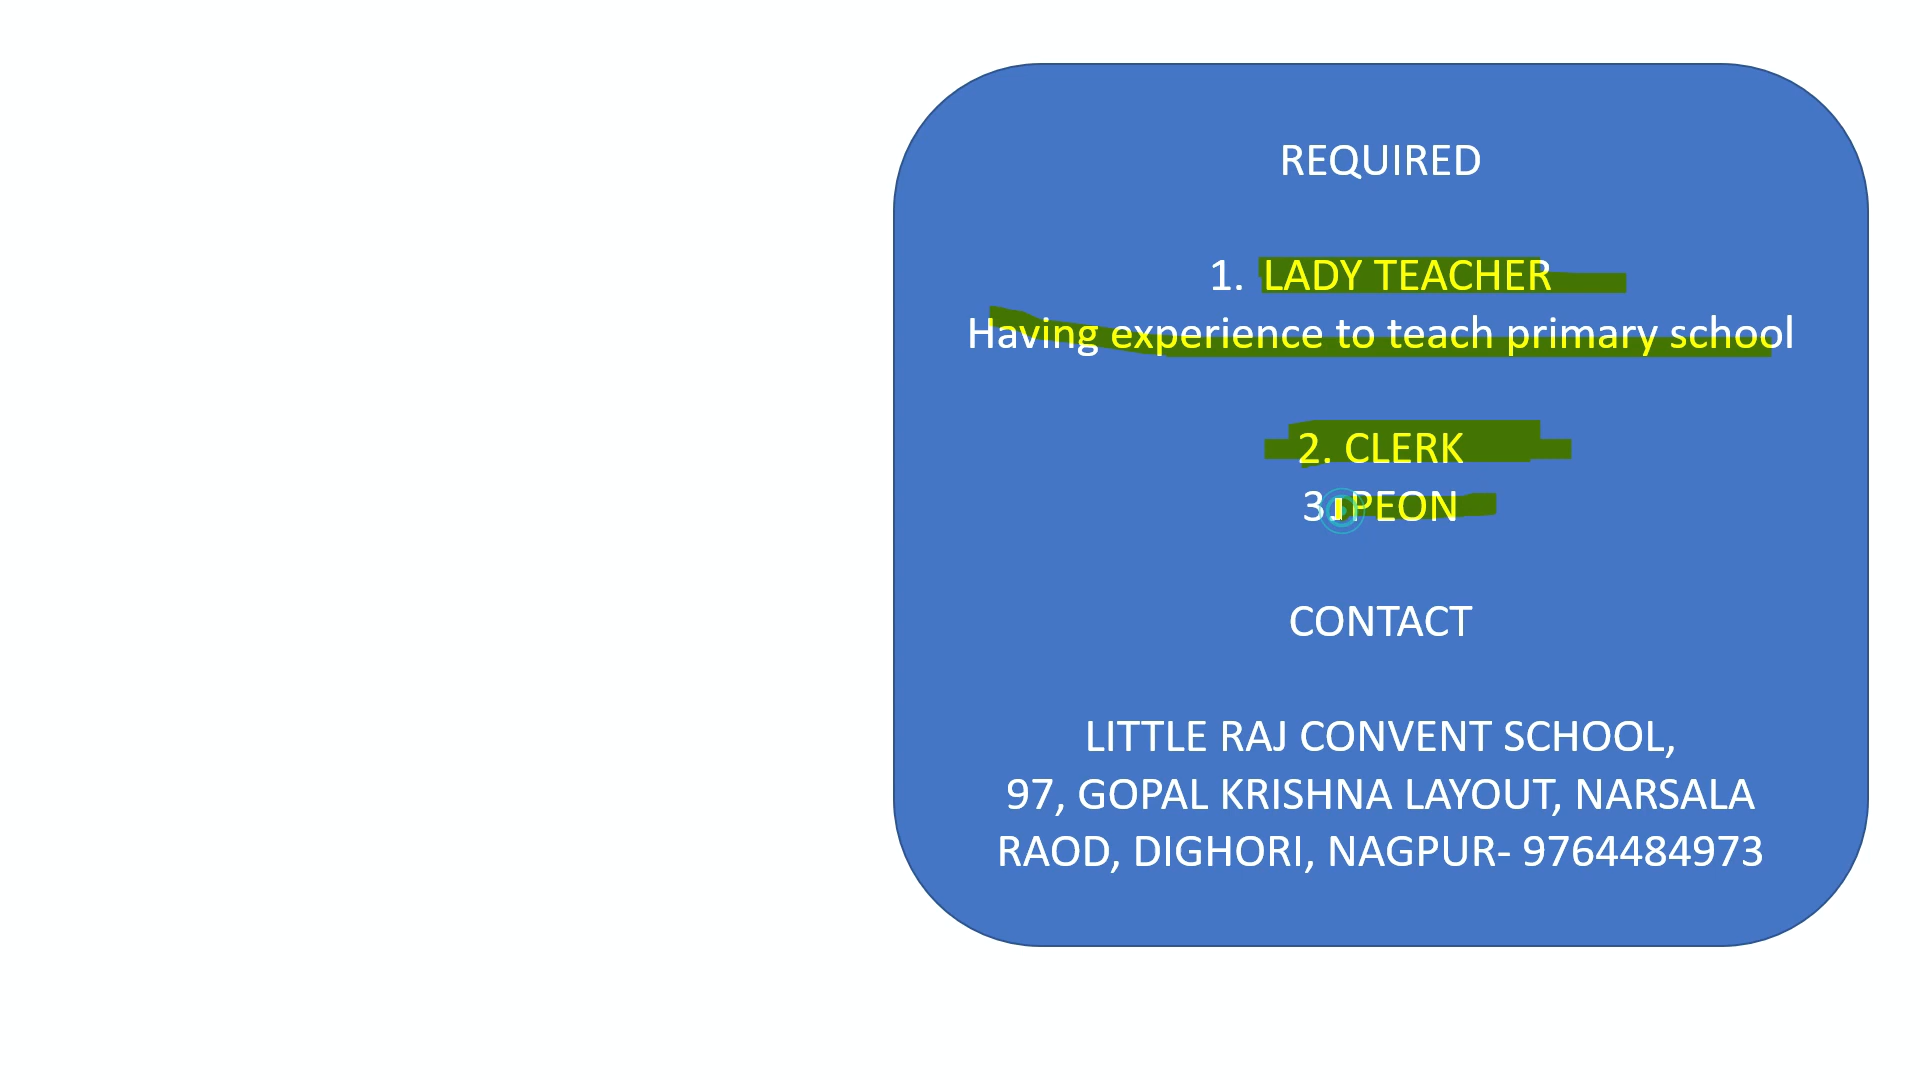 REQUIRED
1. LADY TEACHER
Having experience to teach primary school
2. CLERK
3. PEON
CONTACT
LITTLE RAJ CONVENT SCHOOL,
97, GOPAL KRISHNA LAYOUT, NARSALA
RAOD, DIGHORI, NAGPUR- 9764484973